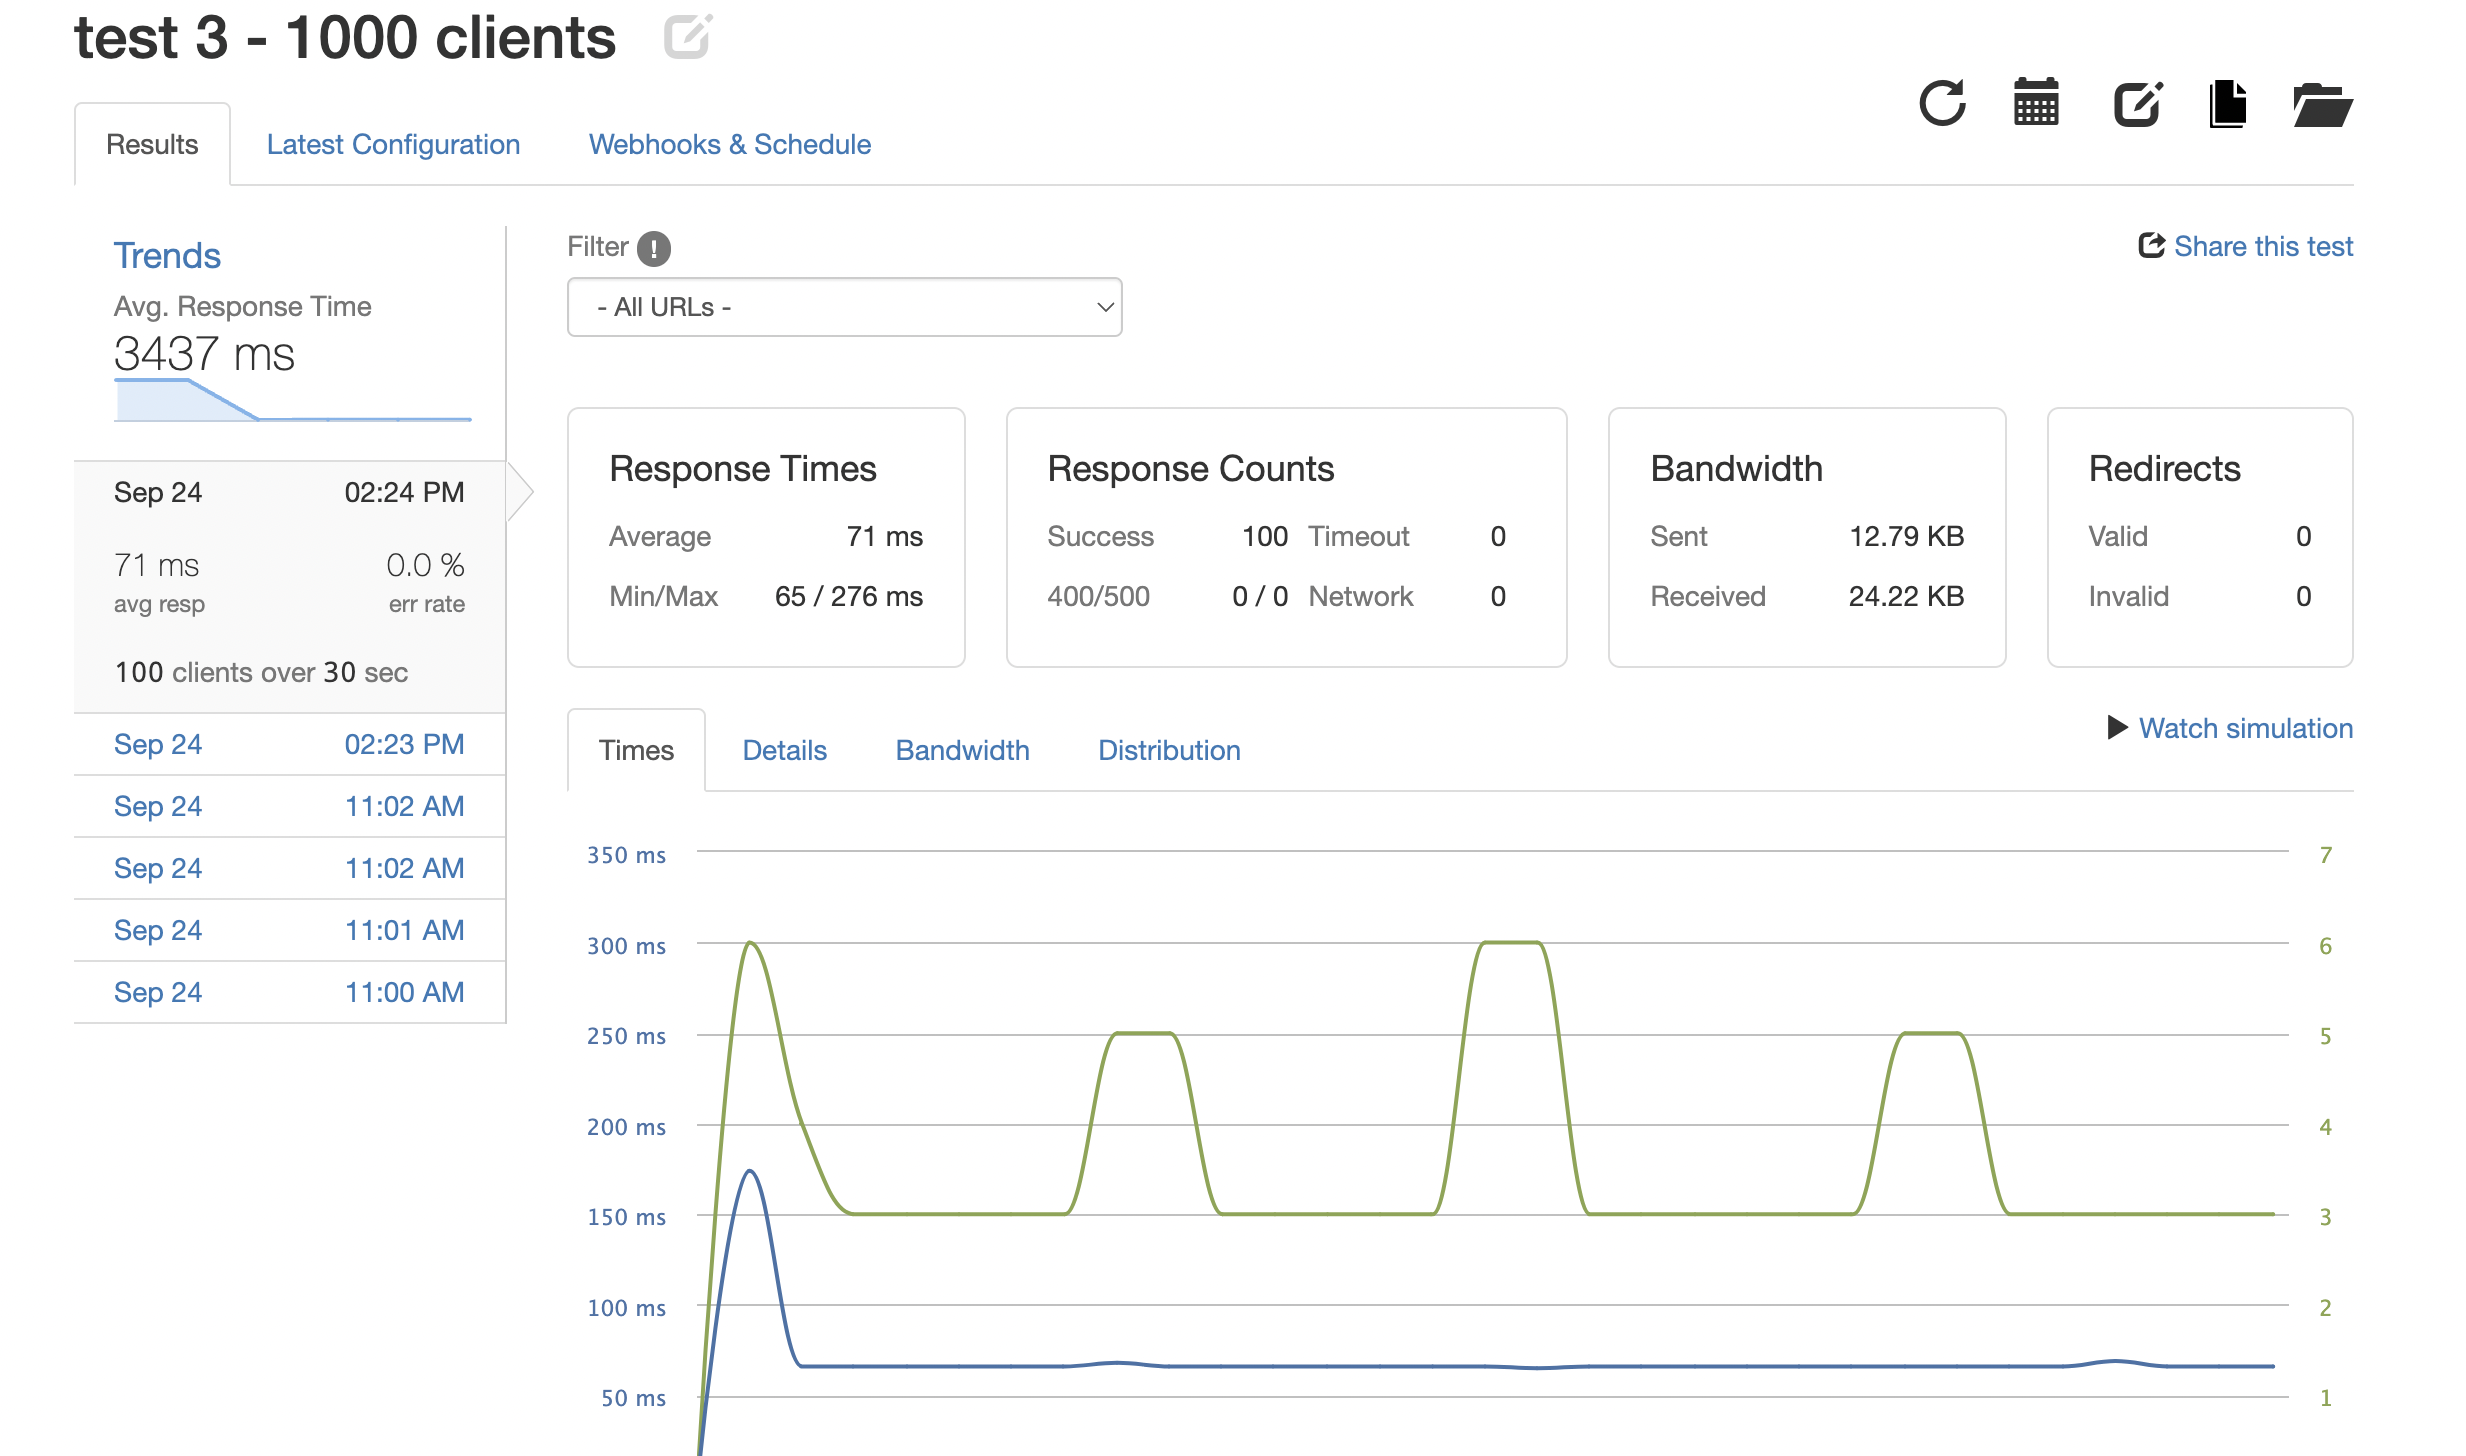 test 3 - 1000 clients
Results
Latest Configuration
Webhooks & Schedule
Trends
Avg. Response Time
3437 ms
Sep 24 02:24 PM
71 ms 0.0 %
avg resp err rate
100 clients over 30 sec
Sep 24 02:23 PM
Sep 24 11:02 AM
Sep 24 11:02 AM
Sep 24 11:01 AM
Sep 24 11:00 AM
Filter !
Share this test
- All URLs -
Response Times
Average 71 ms
Min/Max 65 / 276 ms
Response Counts
Success 100 Timeout 0
400/500 0 / 0 Network 0
Bandwidth
Sent 12.79 KB
Received 24.22 KB
Redirects
Valid 0
Invalid 0
Watch simulation
Times
Details
Bandwidth
Distribution
350 ms 7
300 ms 6
250 ms 5
200 ms 4
150 ms 3
100 ms 2
50 ms 1